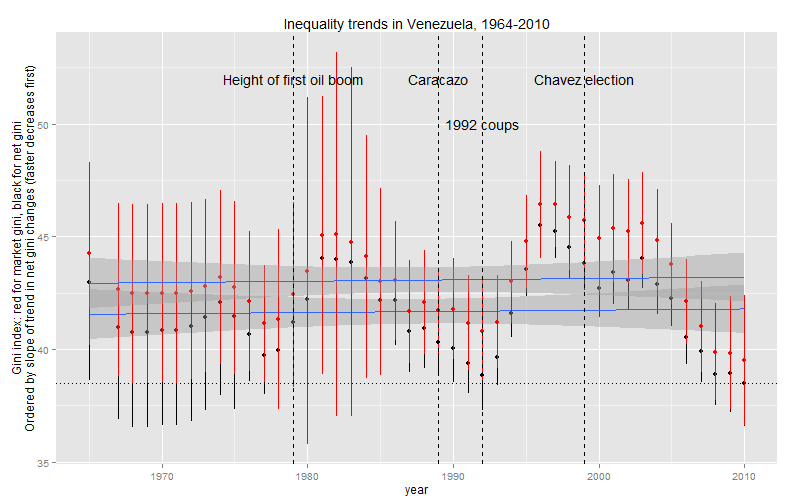 Inequality trends in Venezuela, 1964-2010
Gini index: red for market gini, black for net gini
Ordered by slope of trend in net gini changes (faster decreases first)
Height of first oil boom
Caracazo
Chavez election
1992 coups
50
45
40
35
1970
1980
1990
2000
2010
year